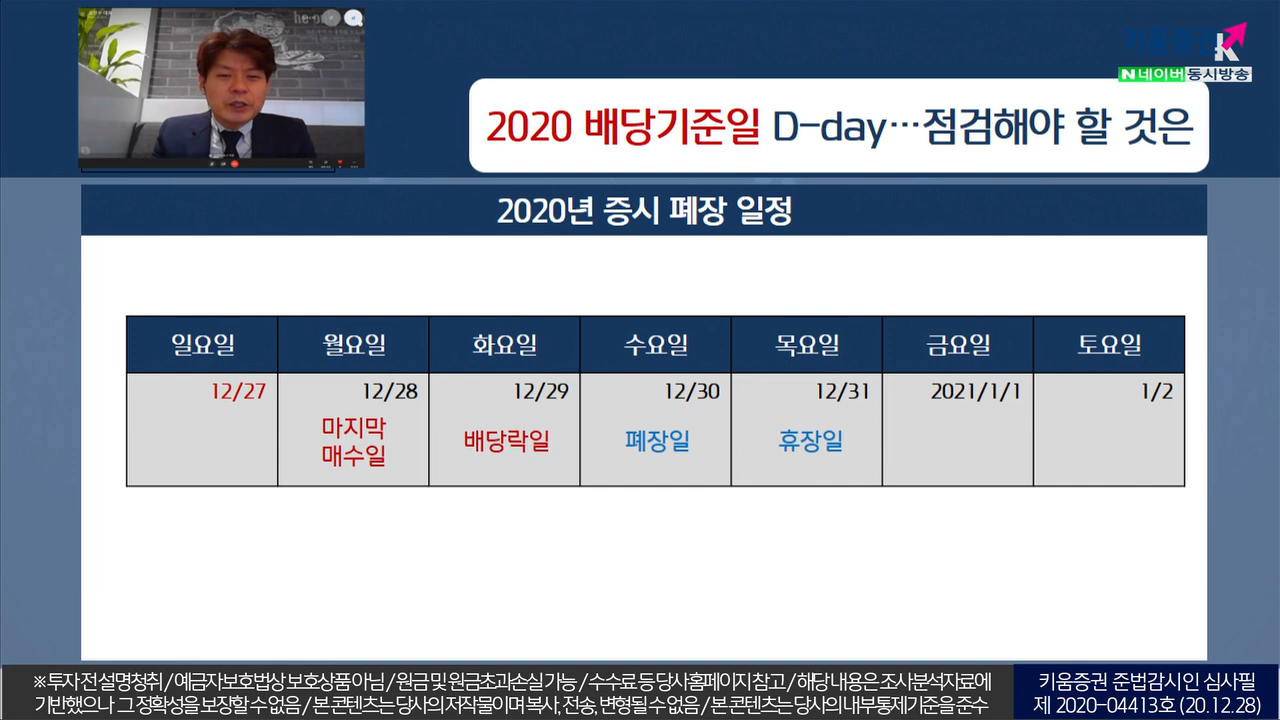 키움증권
N 네이버 동시방송
2020 배당기준일 D-day…점검해야 할 것은
2020년 증시 폐장 일정
일요일 월요일 화요일 수요일 목요일 금요일 토요일
12/27 12/28 12/29 12/30 12/31 2021/1/1 1/2
마지막
매수일
배당락일 폐장일 휴장일
※ 투자 전 설명청취 / 예금자보호법상 보호상품 아님 / 원금 및 원금초과손실 가능 / 수수료 등 당사홈페이지 참고 / 해당 내용은 조사분석자료에
기반했으나 그 정확성을 보장할 수 없음 / 본 콘텐츠는 당사의 저작물이며 복사, 전송, 변형될 수 없음 / 본 콘텐츠는 당사의 내부통제기준을 준수
키움증권 준법감시인 심사필
제 2020-04413호 (20.12.28)